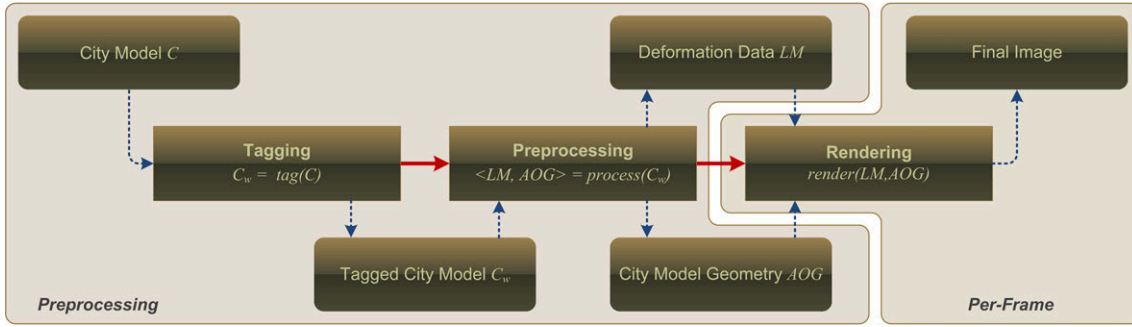 City Model C
Deformation Data LM
Final Image
Tagging
C_w = tag(C)
Preprocessing
<LM, AOG> = process(C_w)
Rendering
render(LM,AOG)
Tagged City Model C_w
City Model Geometry AOG
Preprocessing
Per-Frame